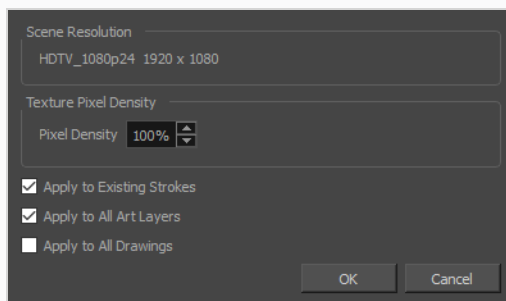 Scene Resolution
HDTV_1080p24 1920 x 1080
Texture Pixel Density
Pixel Density 100%
Apply to Existing Strokes
Apply to All Art Layers
Apply to All Drawings
OK Cancel